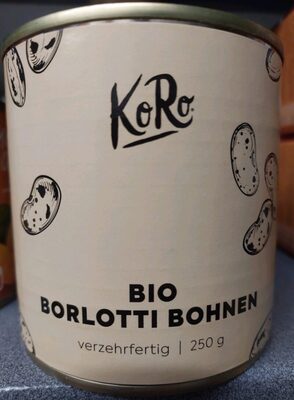 KoRo
BIO
BORLOTTI BOHNEN
verzehrfertig | 250 g